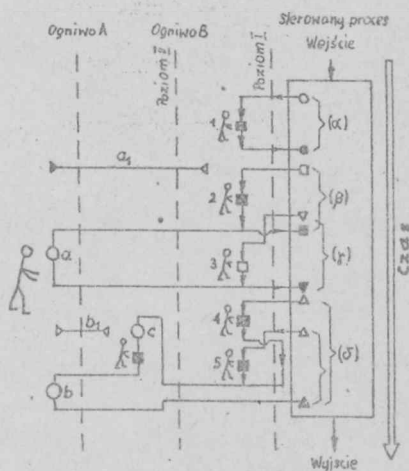 Ogniwo A
Ogniwo B
Sterowany proces
Wejście
Poziom II
Poziom I
1
(α)
a₁
2
(β)
a
3
(γ)
Czas
b₁
c
4
(δ)
5
b
Wyjście